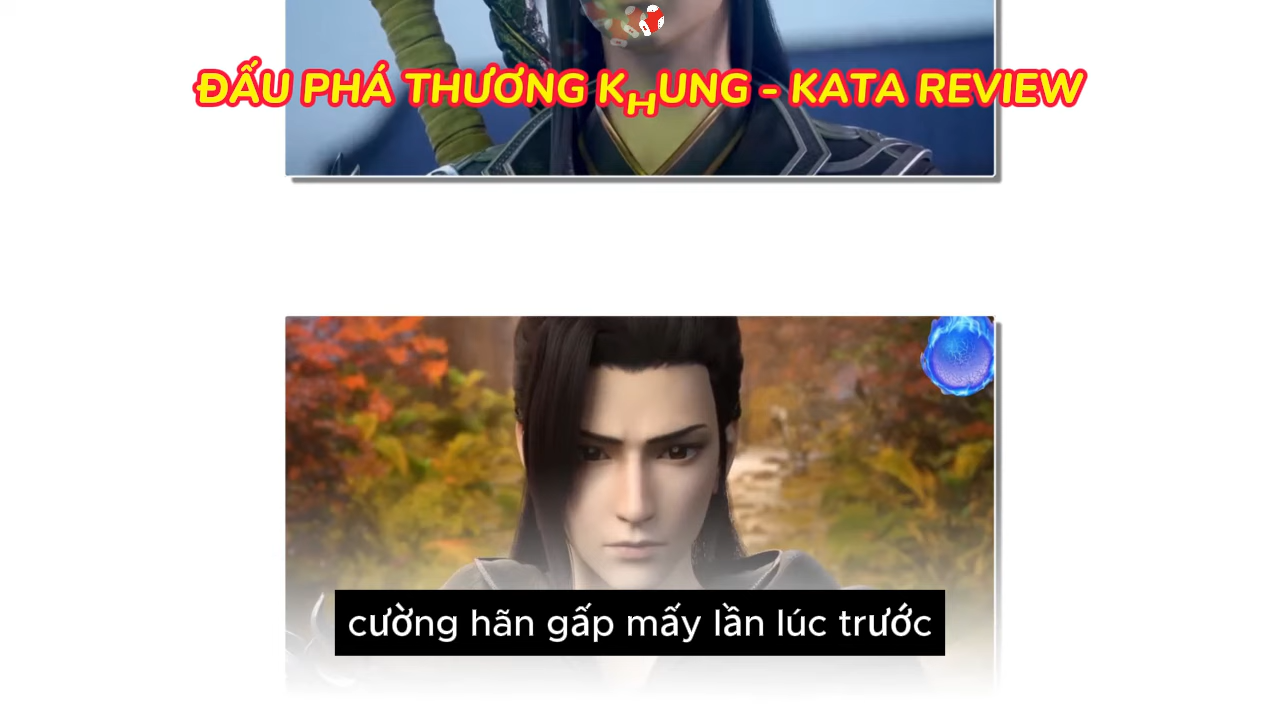 ĐẤU PHÁ THƯƠNG KHUNG - KATA REVIEW
cường hãn gấp mấy lần lúc trước